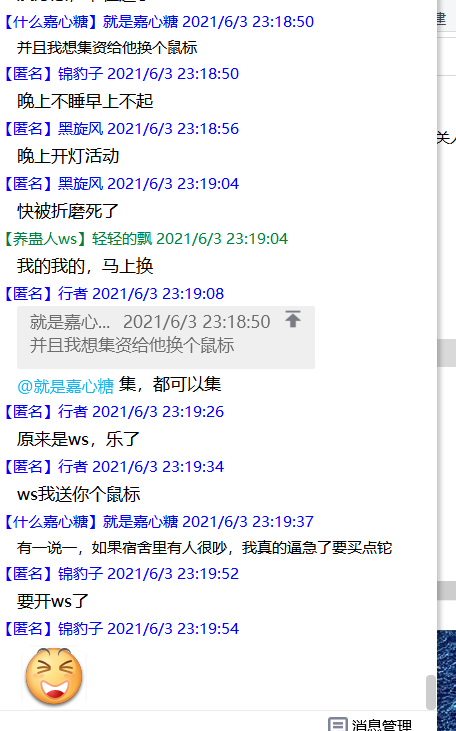 【什么嘉心糖】就是嘉心糖 2021/6/3 23:18:50
并且我想集资给他换个鼠标
【匿名】锦豹子 2021/6/3 23:18:50
晚上不睡早上不起
【匿名】黑旋风 2021/6/3 23:18:56
晚上开灯活动
【匿名】黑旋风 2021/6/3 23:19:04
快被折磨死了
【养蛊人ws】轻轻的飘 2021/6/3 23:19:04
我的我的，马上换
【匿名】行者 2021/6/3 23:19:08
就是嘉心... 2021/6/3 23:18:50
并且我想集资给他换个鼠标
@就是嘉心糖 集，都可以集
【匿名】行者 2021/6/3 23:19:26
原来是ws，乐了
【匿名】行者 2021/6/3 23:19:34
ws我送你个鼠标
【什么嘉心糖】就是嘉心糖 2021/6/3 23:19:37
有一说一，如果宿舍里有人很吵，我真的逼急了要买点铊
【匿名】锦豹子 2021/6/3 23:19:52
要开ws了
【匿名】锦豹子 2021/6/3 23:19:54
消息管理